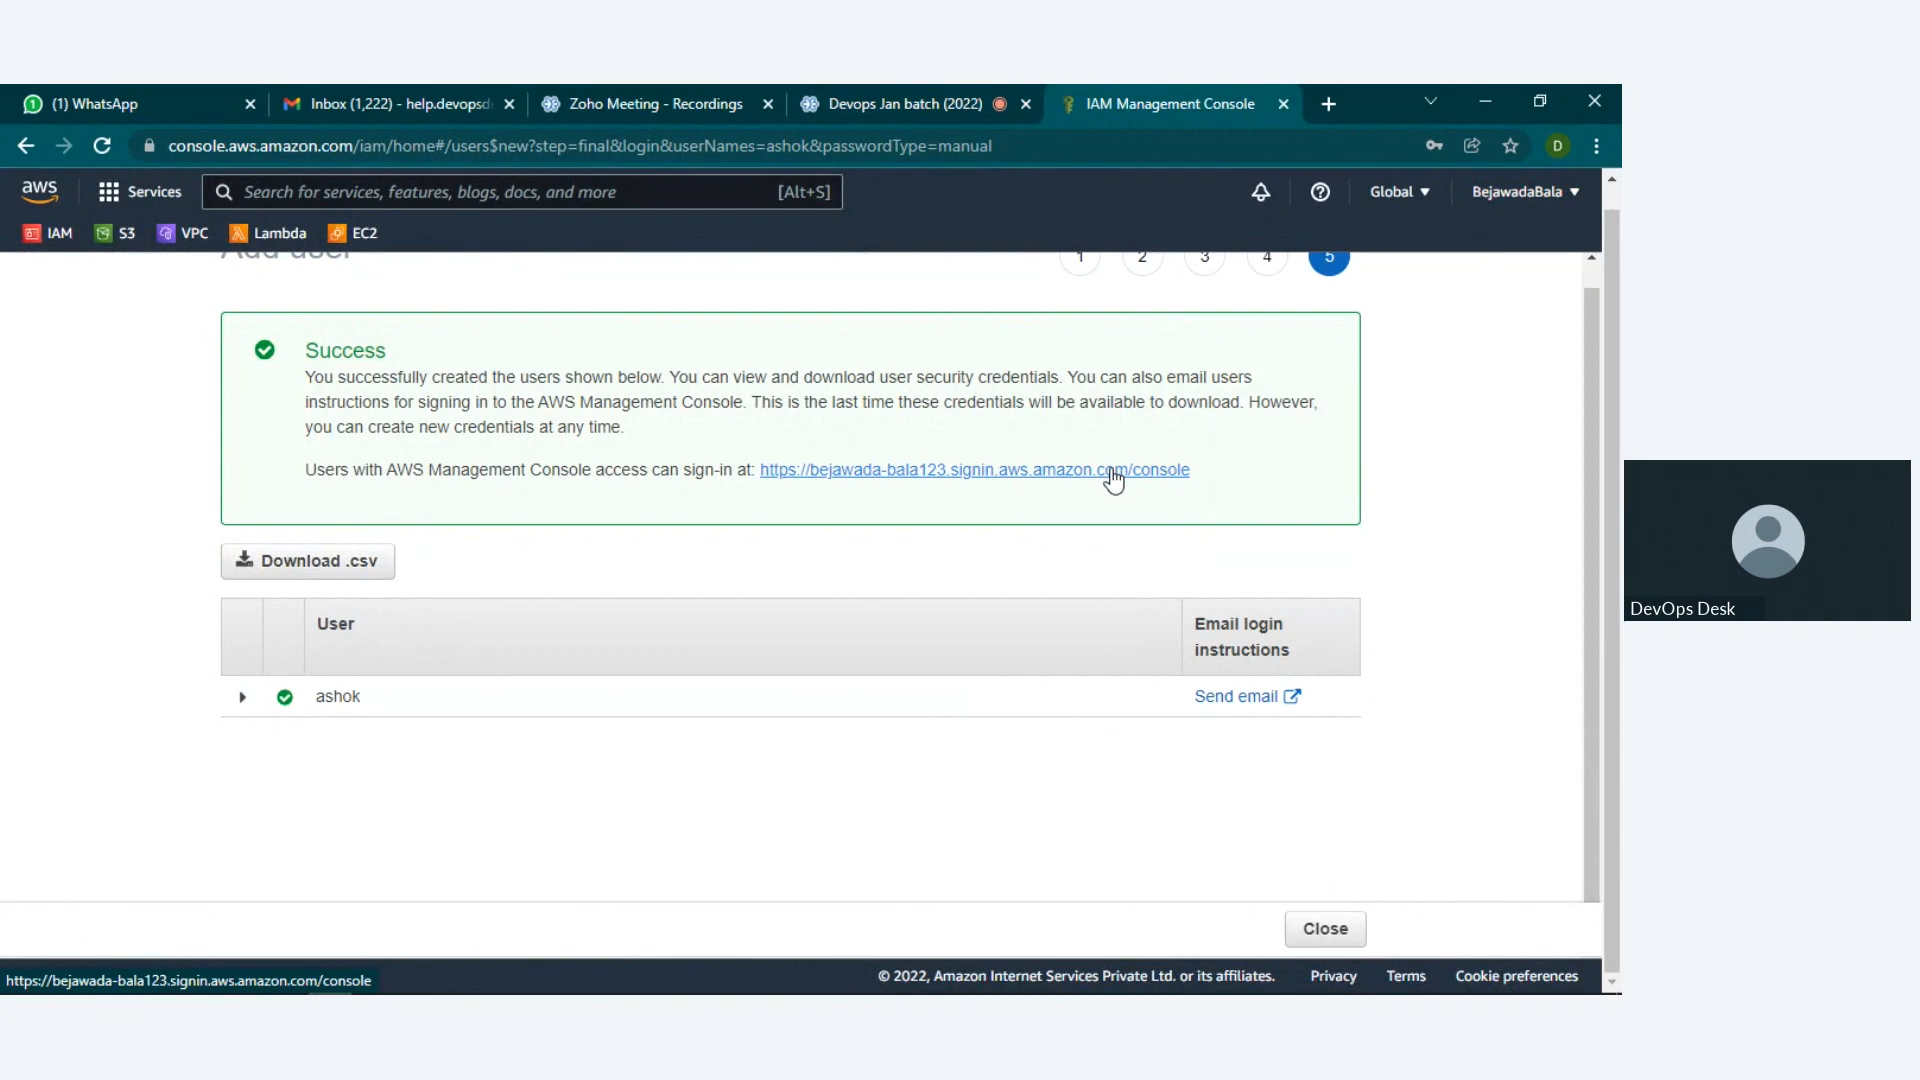 (1) WhatsApp
Inbox (1,222) - help.devopsd
Zoho Meeting - Recordings
Devops Jan batch (2022)
IAM Management Console
console.aws.amazon.com/iam/home#/users$new?step=final&login&userNames=ashok&passwordType=manual
D
aws
Services
Search for services, features, blogs, docs, and more
[Alt+S]
Global
BejawadaBala
IAM
S3
VPC
Lambda
EC2
Add user
1
2
3
4
5
Success
You successfully created the users shown below. You can view and download user security credentials. You can also email users
instructions for signing in to the AWS Management Console. This is the last time these credentials will be available to download. However,
you can create new credentials at any time.
Users with AWS Management Console access can sign-in at: https://bejawada-bala123.signin.aws.amazon.com/console
Download .csv
User
Email login
instructions
ashok
Send email
DevOps Desk
Close
https://bejawada-bala123.signin.aws.amazon.com/console
© 2022, Amazon Internet Services Private Ltd. or its affiliates.
Privacy
Terms
Cookie preferences